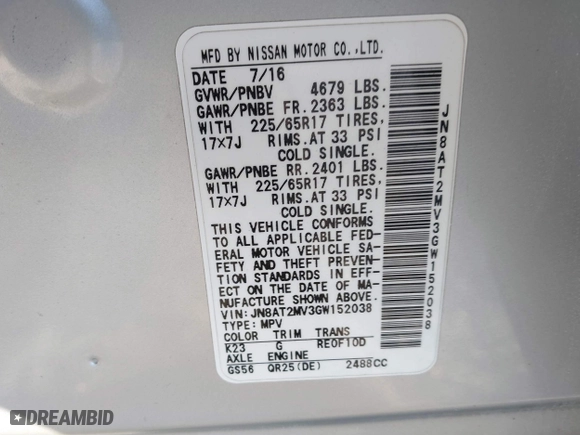 MFD BY NISSAN MOTOR CO.,LTD.
DATE 7/16
GVWR/PNBV 4679 LBS.
GAWR/PNBE FR.2363 LBS.
WITH 225/65R17 TIRES,
17×7J RIMS.AT 33 PSI
COLD SINGLE.
GAWR/PNBE RR.2401 LBS.
WITH 225/65R17 TIRES,
17×7J RIMS.AT 33 PSI
COLD SINGLE.
THIS VEHICLE CONFORMS
TO ALL APPLICABLE FED-
ERAL MOTOR VEHICLE SA-
FETY AND THEFT PREVEN-
TION STANDARDS IN EFF-
ECT ON THE DATE OF MA-
NUFACTURE SHOWN ABOVE.
VIN:JN8AT2MV3GW152038
TYPE:MPV
COLOR TRIM TRANS
K23 G RE0F10D
AXLE ENGINE
GS56 QR25(DE) 2488CC
JN8AT2MV3GW152038
DREAMBID